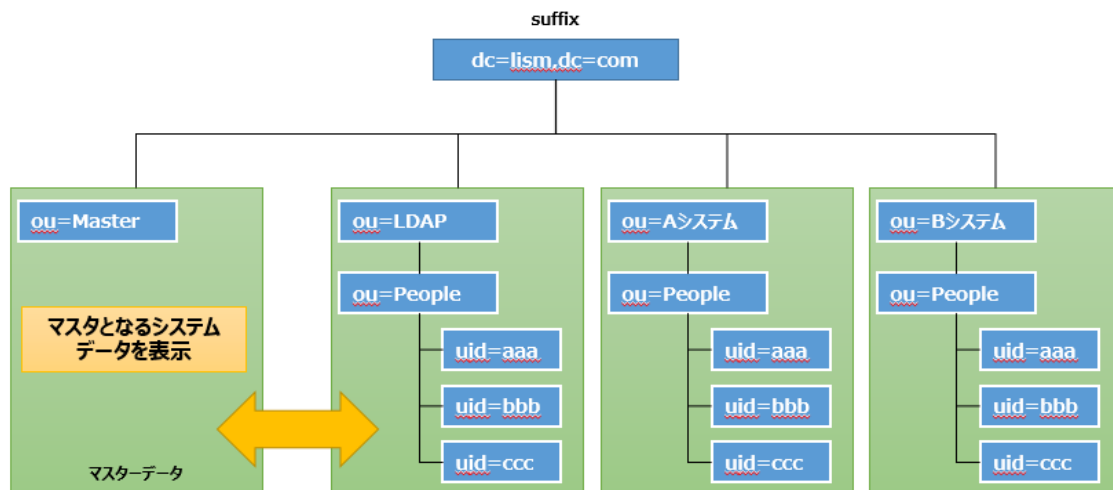 suffix
dc=lism,dc=com
ou=Master
マスタとなるシステム
データを表示
マスターデータ
ou=LDAP
ou=People
uid=aaa
uid=bbb
uid=ccc
ou=Aシステム
ou=People
uid=aaa
uid=bbb
uid=ccc
ou=Bシステム
ou=People
uid=aaa
uid=bbb
uid=ccc